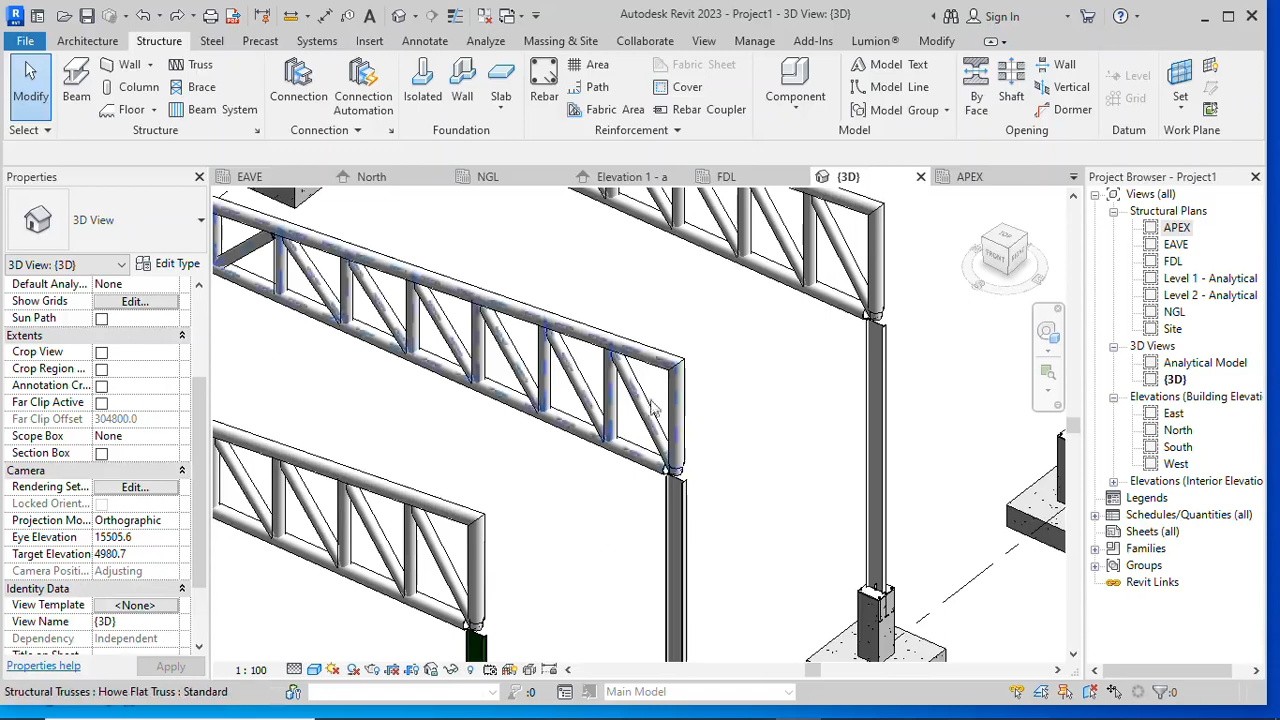 R
A
Autodesk Revit 2
- Project1 - 3D View: {3D}
Sign In
?
File
Architecture
Structure
Steel
Precast
Systems
Insert
Annotate
Analyze
Massing & Site
Collaborate
View
Manage
Add-Ins
Lumion®
Modify
Modify
Beam
Wall
Column
Floor
Truss
Brace
Beam System
Connection
Connection Automation
Isolated
Wall
Slab
Rebar
Area
Path
Fabric Area
Fabric Sheet
Cover
Rebar Coupler
Component
Model Text
Model Line
Model Group
By Face
Shaft
Wall
Vertical
Dormer
Level
Grid
Set
Select
Structure
Connection
Foundation
Reinforcement
Model
Opening
Datum
Work Plane
Properties
EAVE
North
NGL
Elevation 1 - a
FDL
{3D}
APEX
Project Browser - Project1
3D View
3D View: {3D}
Edit Type
Default Analy...
None
Show Grids
Edit...
Sun Path
Extents
Crop View
Crop Region ...
Annotation Cr...
Far Clip Active
Far Clip Offset
304800.0
Scope Box
None
Section Box
Camera
Rendering Set...
Edit...
Locked Orient...
Projection Mo...
Orthographic
Eye Elevation
15505.6
Target Elevation
4980.7
Camera Positi...
Adjusting
Identity Data
View Template
<None>
View Name
{3D}
Dependency
Independent
Properties help
Apply
TOP
FRONT
Views (all)
Structural Plans
APEX
EAVE
FDL
Level 1 - Analytical
Level 2 - Analytical
NGL
Site
3D Views
Analytical Model
{3D}
Elevations (Building Elevati
East
North
South
West
Elevations (Interior Elevatio
Legends
Schedules/Quantities (all)
Sheets (all)
Families
Groups
Revit Links
1 : 100
Structural Trusses : Howe Flat Truss : Standard
:0
Main Model
:0